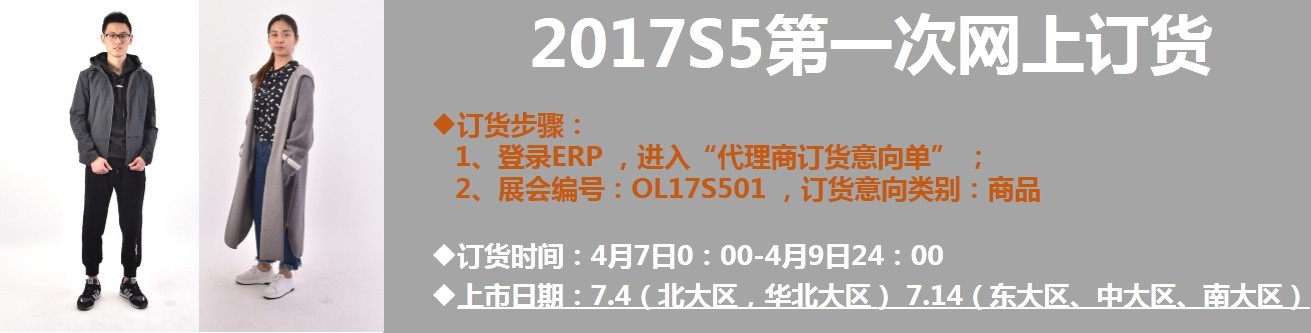 2017S5第一次网上订货
◆订货步骤：
1、登录ERP ，进入“代理商订货意向单” ；
2、展会编号：OL17S501 ，订货意向类别：商品
◆订货时间：4月7日0：00-4月9日24：00
◆上市日期：7.4（北大区，华北大区） 7.14（东大区、中大区、南大区）